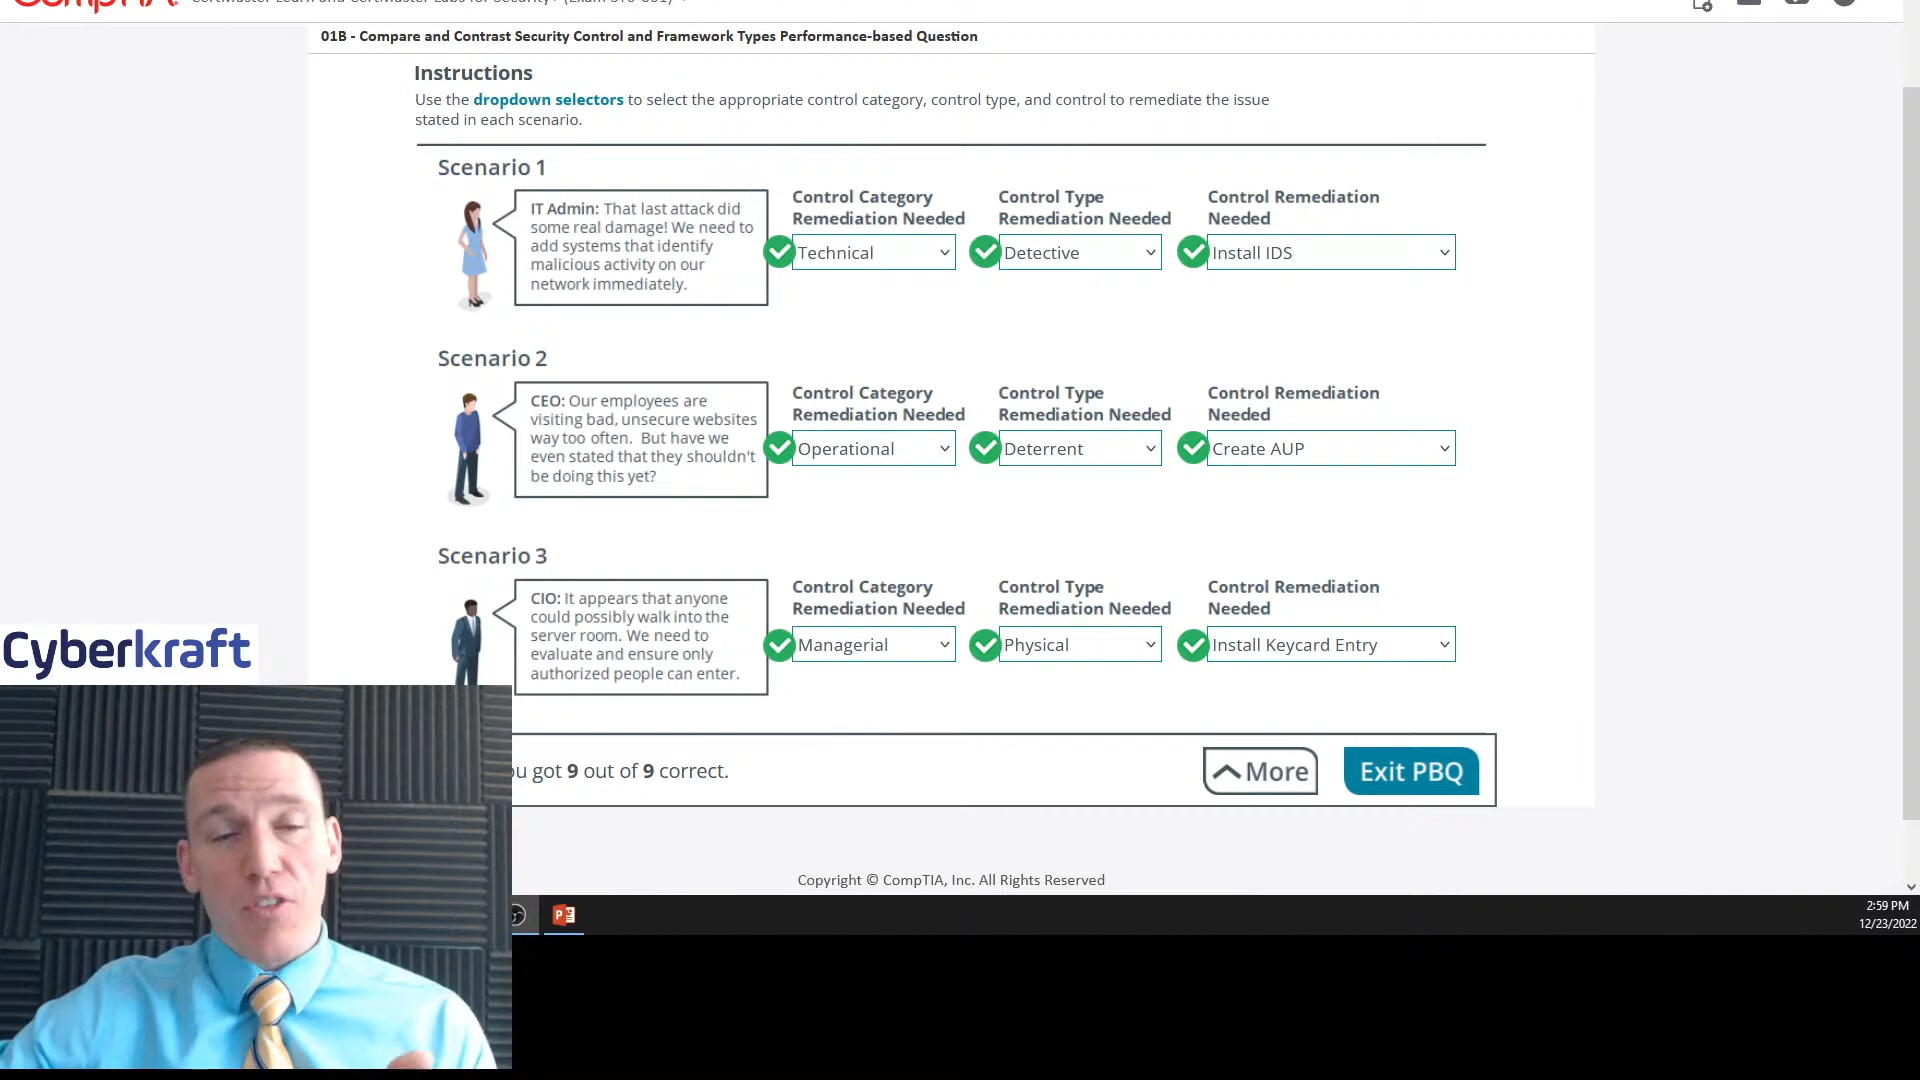 01B - Compare and Contrast Security Control and Framework Types Performance-based Question
Instructions
Use the dropdown selectors to select the appropriate control category, control type, and control to remediate the issue
stated in each scenario.
Scenario 1
IT Admin: That last attack did
some real damage! We need to
add systems that identify
malicious activity on our
network immediately.
Control Category
Remediation Needed
Technical
Control Type
Remediation Needed
Detective
Control Remediation
Needed
Install IDS
Scenario 2
CEO: Our employees are
visiting bad, unsecure websites
way too often. But have we
even stated that they shouldn't
be doing this yet?
Control Category
Remediation Needed
Operational
Control Type
Remediation Needed
Deterrent
Control Remediation
Needed
Create AUP
Scenario 3
CIO: It appears that anyone
could possibly walk into the
server room. We need to
evaluate and ensure only
authorized people can enter.
Control Category
Remediation Needed
Managerial
Control Type
Remediation Needed
Physical
Control Remediation
Needed
Install Keycard Entry
Cyberkraft
got 9 out of 9 correct.
More
Exit PBQ
Copyright © CompTIA, Inc. All Rights Reserved
2:59 PM
12/23/2022